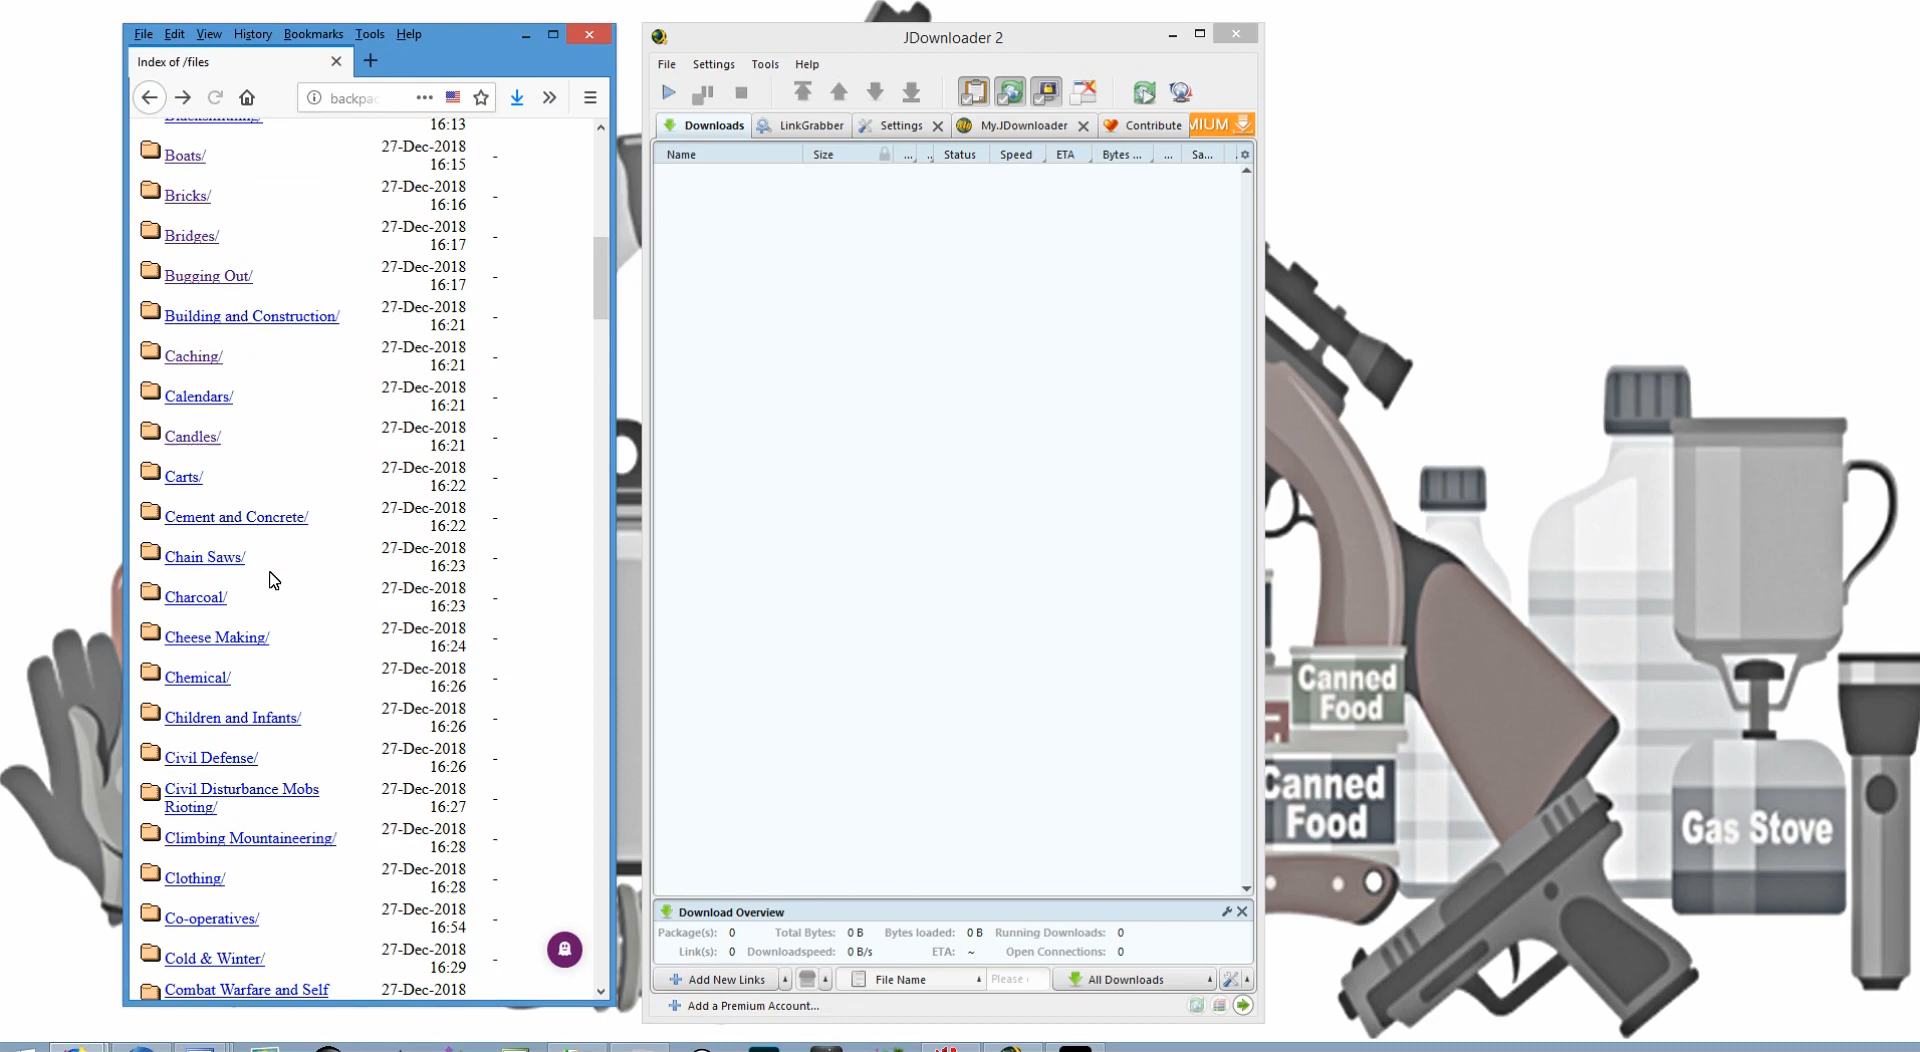 File Edit View History Bookmarks Tools Help
Index of /files
backpac
Boats/ 27-Dec-2018 16:15 -
16:13
Bricks/ 27-Dec-2018 16:16 -
Bridges/ 27-Dec-2018 16:17 -
Bugging Out/ 27-Dec-2018 16:17 -
Building and Construction/ 27-Dec-2018 16:21 -
Caching/ 27-Dec-2018 16:21 -
Calendars/ 27-Dec-2018 16:21 -
Candles/ 27-Dec-2018 16:21 -
Carts/ 27-Dec-2018 16:22 -
Cement and Concrete/ 27-Dec-2018 16:22 -
Chain Saws/ 27-Dec-2018 16:23 -
Charcoal/ 27-Dec-2018 16:23 -
Cheese Making/ 27-Dec-2018 16:24 -
Chemical/ 27-Dec-2018 16:26 -
Children and Infants/ 27-Dec-2018 16:26 -
Civil Defense/ 27-Dec-2018 16:26 -
Civil Disturbance Mobs Rioting/ 27-Dec-2018 16:27 -
Climbing Mountaineering/ 27-Dec-2018 16:28 -
Clothing/ 27-Dec-2018 16:28 -
Co-operatives/ 27-Dec-2018 16:54 -
Cold & Winter/ 27-Dec-2018 16:29 -
Combat Warfare and Self 27-Dec-2018
JDownloader 2
File Settings Tools Help
Downloads LinkGrabber Settings My.JDownloader Contribute MIUM
Name Size ... .. Status Speed ETA Bytes ... ... Sa...
Download Overview
Package(s): 0 Total Bytes: 0 B Bytes loaded: 0 B Running Downloads: 0
Link(s): 0 Downloadspeed: 0 B/s ETA: ~ Open Connections: 0
Add New Links File Name Please All Downloads
Add a Premium Account...
Canned
Food
Canned
Food
Gas Stove